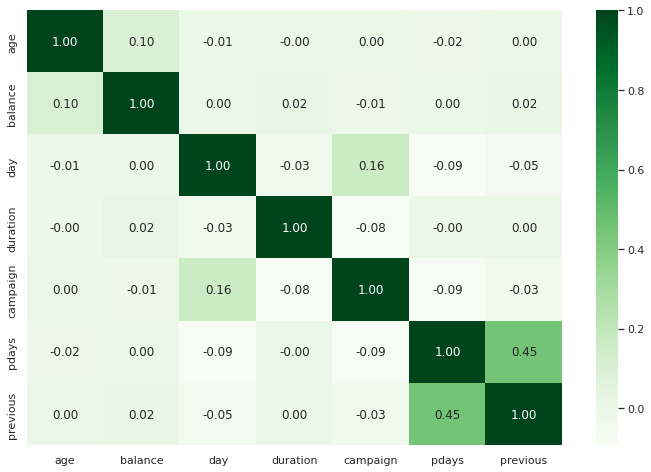 1.0
age 1.00 0.10 -0.01 -0.00 0.00 -0.02 0.00
balance 0.10 1.00 0.00 0.02 -0.01 0.00 0.02
0.8
day -0.01 0.00 1.00 -0.03 0.16 -0.09 -0.05
0.6
duration -0.00 0.02 -0.03 1.00 -0.08 -0.00 0.00
0.4
campaign 0.00 -0.01 0.16 -0.08 1.00 -0.09 -0.03
0.2
pdays -0.02 0.00 -0.09 -0.00 -0.09 1.00 0.45
0.0
previous 0.00 0.02 -0.05 0.00 -0.03 0.45 1.00
age balance day duration campaign pdays previous